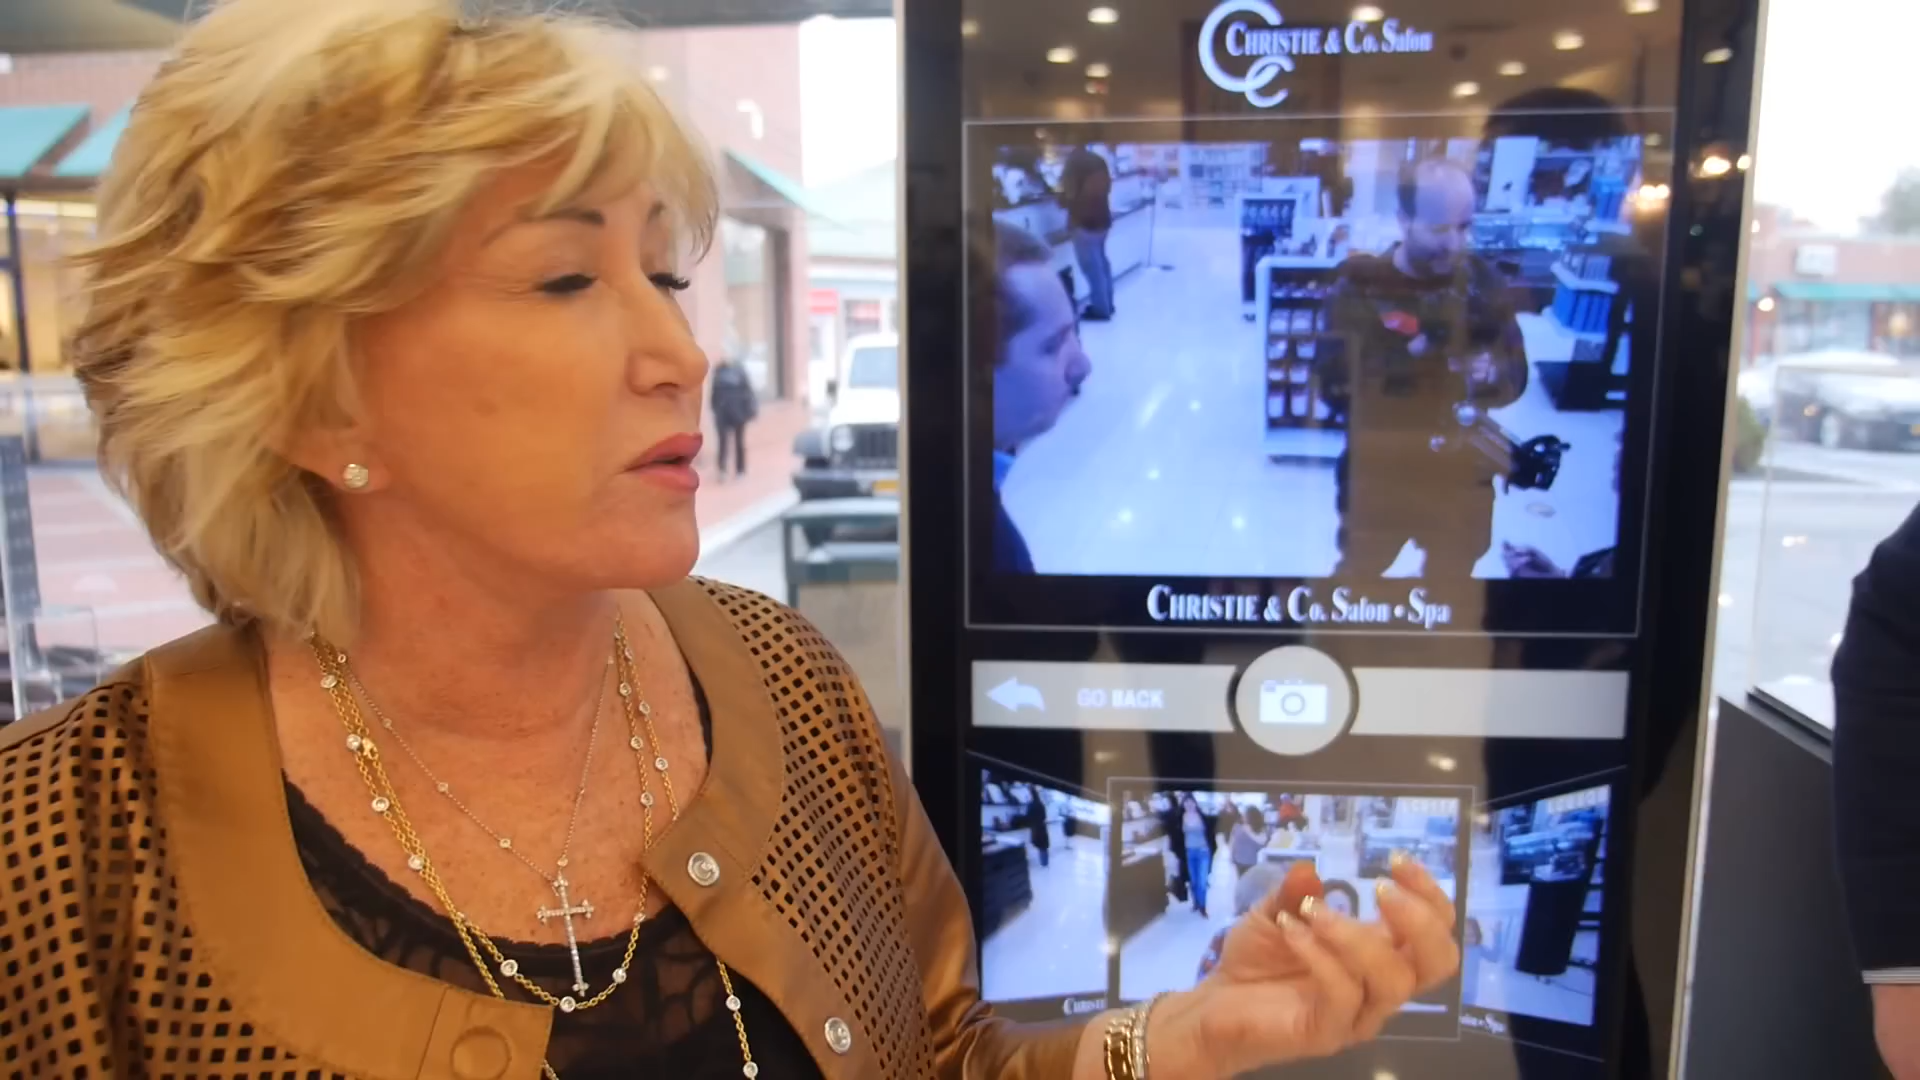 CHRISTIE & Co. Salon
CHRISTIE & Co. Salon • Spa
GO BACK